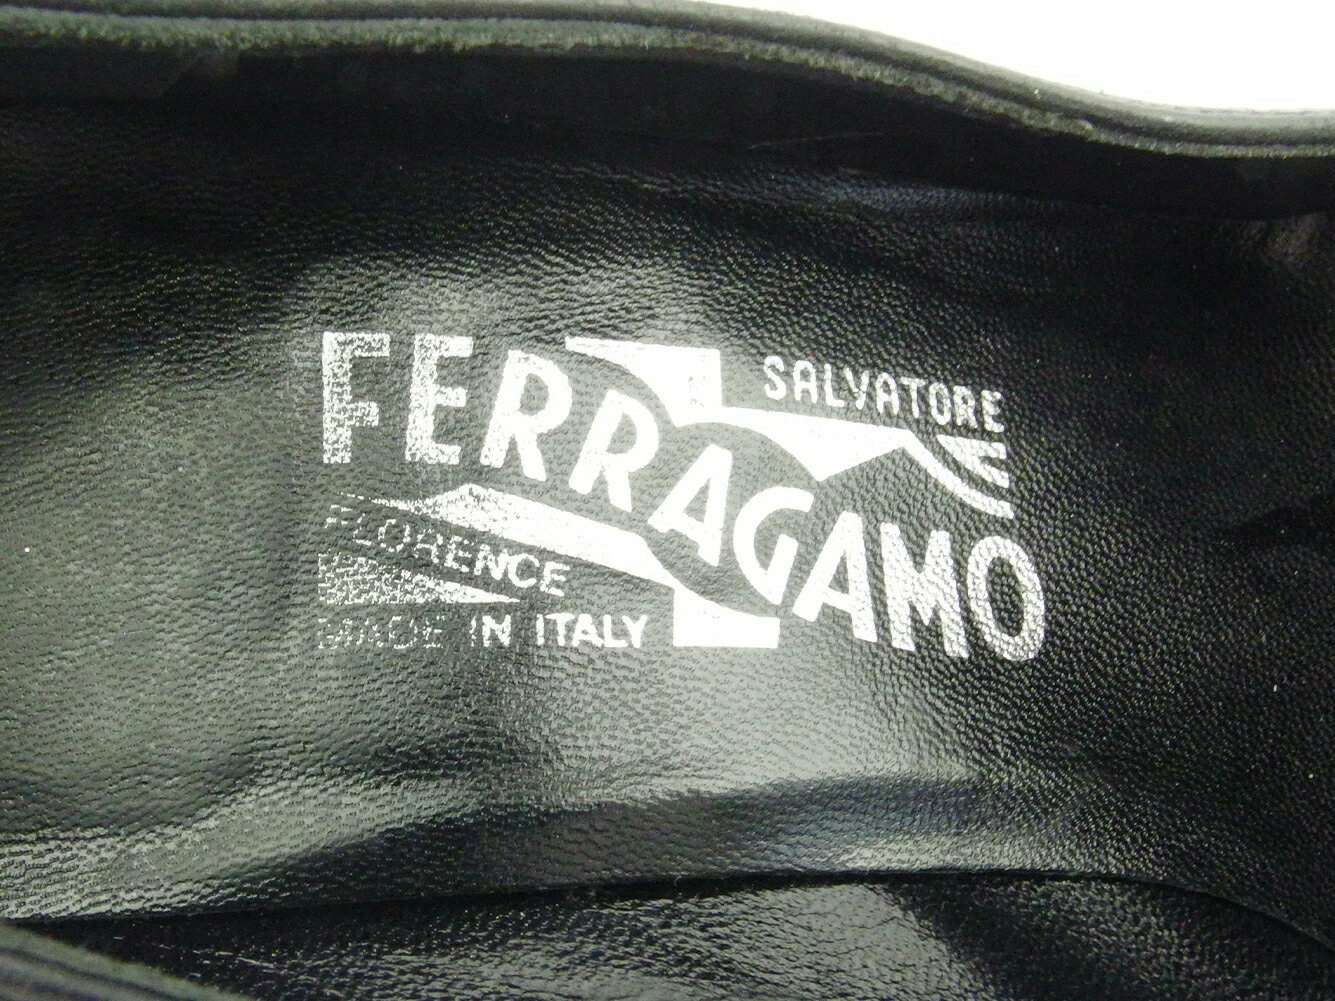 SALVATORE
FERRAGAMO
FLORENCE
MADE IN ITALY